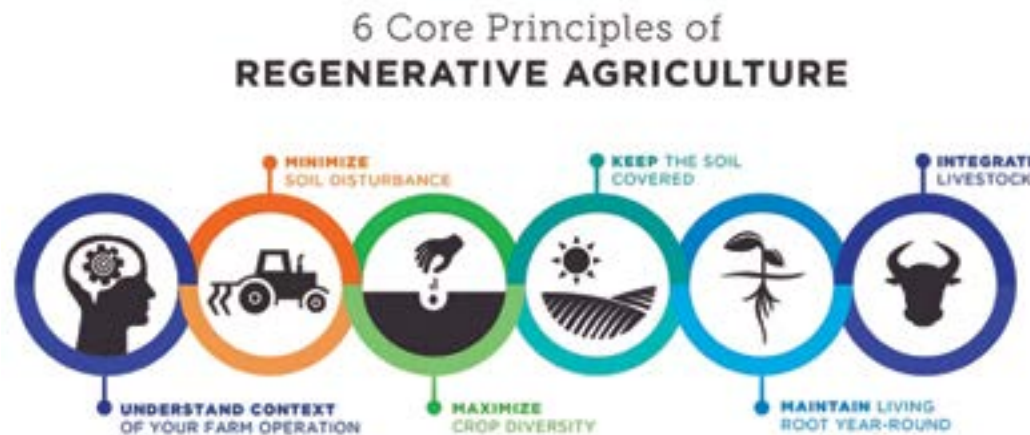 6 Core Principles of
REGENERATIVE AGRICULTURE
MINIMIZE
SOIL DISTURBANCE
KEEP THE SOIL
COVERED
INTEGRATE
LIVESTOCK
UNDERSTAND CONTEXT
OF YOUR FARM OPERATION
MAXIMIZE
CROP DIVERSITY
MAINTAIN LIVING
ROOT YEAR-ROUND